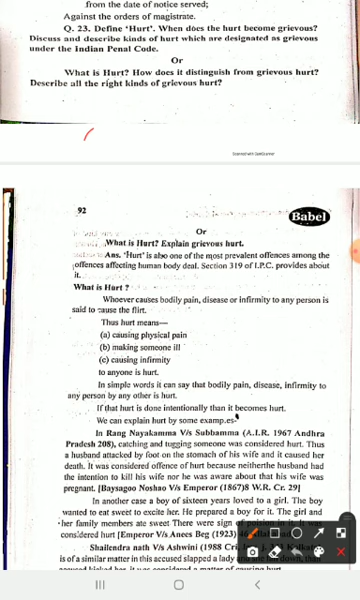 from the date of notice served;
Against the orders of magistrate.
Q. 23. Define 'Hurt'. When does the hurt become grievous?
Discuss and describe kinds of hurt which are designated as grievous
under the Indian Penal Code.
Or
What is Hurt? How does it distinguish from grievous hurt?
Describe all the right kinds of grievous hurt?
92
Babel
Or
What is Hurt? Explain grievous hurt.
Ans. 'Hurt' is also one of the most prevalent offences among the
offences affecting human body deal. Section 319 of I.P.C. provides about
it.
What is Hurt ?
Whoever causes bodily pain, disease or infirmity to any person is
said to cause the flirt.
Thus hurt means—
(a) causing physical pain
(b) making someone ill
(c) causing infirmity
to anyone is hurt.
In simple words it can say that bodily pain, disease, infirmity to
any person by any other is hurt.
If that hurt is done intentionally than it becomes hurt.
We can explain hurt by some examp.es-
In Rang Nayakamma V/s Subbamma (A.I.R. 1967 Andhra
Pradesh 208), catching and tugging someone was considered hurt. Thus
a husband attacked by foot on the stomach of his wife and it caused her
death. It was considered offence of hurt because neitherthe husband had
the intention to kill his wife nor he was aware about that his wife was
pregnant. [Baysagoo Noshao V/s Emperor (1867)8 W.R. Cr. 29]
In another case a boy of sixteen years loved to a girl. The boy
wanted to eat sweet to excite her. He prepared a boy for it. The girl and
her family members ate sweet There were sign of poision in it. It was
considered hurt [Emperor V/s Anees Beg (1923) 46
Shailendra nath V/s Ashwini (1988 Cri.
is of a similar matter in this accused slapped a lady and